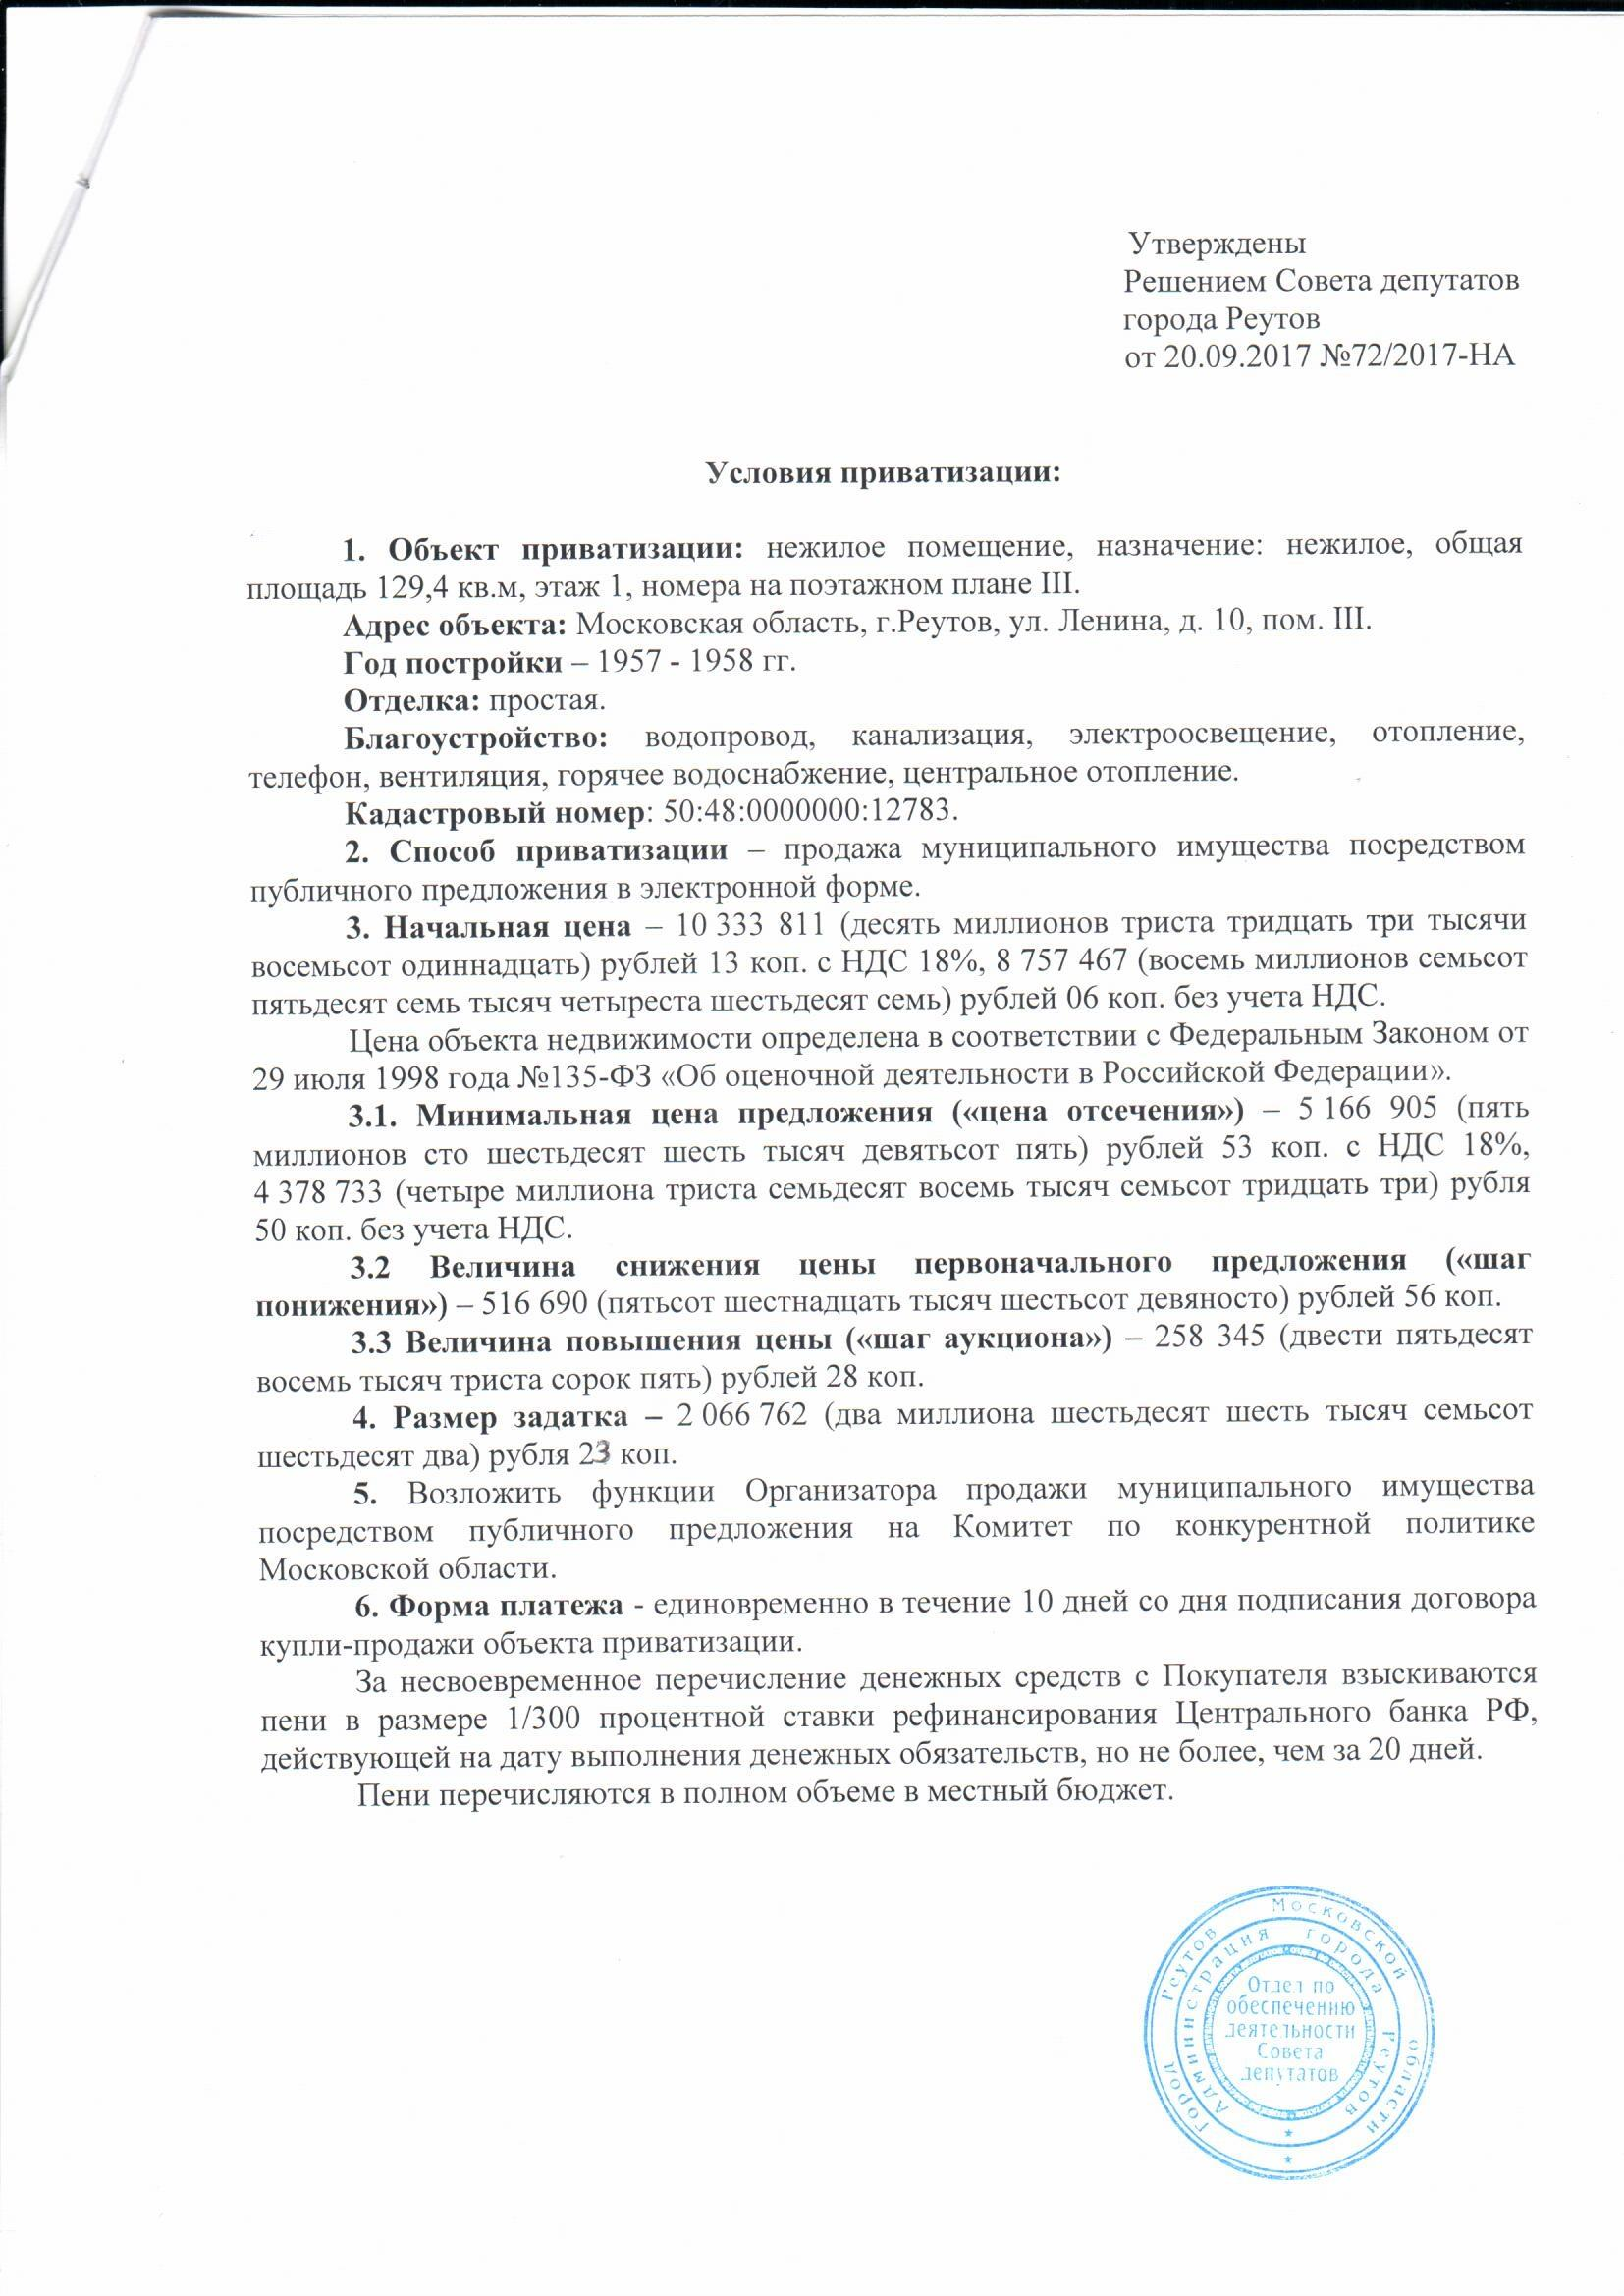 Утверждены
Решением Совета депутатов
города Реутов
от 20.09.2017 №72/2017-НА
Условия приватизации:
1. Объект приватизации: нежилое помещение, назначение: нежилое, общая
площадь 129,4 кв.м, этаж 1, номера на поэтажном плане III.
Адрес объекта: Московская область, г.Реутов, ул. Ленина, д. 10, пом. III.
Год постройки – 1957 - 1958 гг.
Отделка: простая.
Благоустройство: водопровод, канализация, электроосвещение, отопление,
телефон, вентиляция, горячее водоснабжение, центральное отопление.
Кадастровый номер: 50:48:0000000:12783.
2. Способ приватизации – продажа муниципального имущества посредством
публичного предложения в электронной форме.
3. Начальная цена – 10 333 811 (десять миллионов триста тридцать три тысячи
восемьсот одиннадцать) рублей 13 коп. с НДС 18%, 8 757 467 (восемь миллионов семьсот
пятьдесят семь тысяч четыреста шестьдесят семь) рублей 06 коп. без учета НДС.
Цена объекта недвижимости определена в соответствии с Федеральным Законом от
29 июля 1998 года №135-ФЗ «Об оценочной деятельности в Российской Федерации».
3.1. Минимальная цена предложения («цена отсечения») – 5 166 905 (пять
миллионов сто шестьдесят шесть тысяч девятьсот пять) рублей 53 коп. с НДС 18%,
4 378 733 (четыре миллиона триста семьдесят восемь тысяч семьсот тридцать три) рубля
50 коп. без учета НДС.
3.2 Величина снижения цены первоначального предложения («шаг
понижения») – 516 690 (пятьсот шестнадцать тысяч шестьсот девяносто) рублей 56 коп.
3.3 Величина повышения цены («шаг аукциона») – 258 345 (двести пятьдесят
восемь тысяч триста сорок пять) рублей 28 коп.
4. Размер задатка – 2 066 762 (два миллиона шестьдесят шесть тысяч семьсот
шестьдесят два) рубля 23 коп.
5. Возложить функции Организатора продажи муниципального имущества
посредством публичного предложения на Комитет по конкурентной политике
Московской области.
6. Форма платежа - единовременно в течение 10 дней со дня подписания договора
купли-продажи объекта приватизации.
За несвоевременное перечисление денежных средств с Покупателя взыскиваются
пени в размере 1/300 процентной ставки рефинансирования Центрального банка РФ,
действующей на дату выполнения денежных обязательств, но не более, чем за 20 дней.
Пени перечисляются в полном объеме в местный бюджет.
Город Реутов Московской области
Администрация города Реутов
Отдел по
обеспечению
деятельности
Совета
депутатов